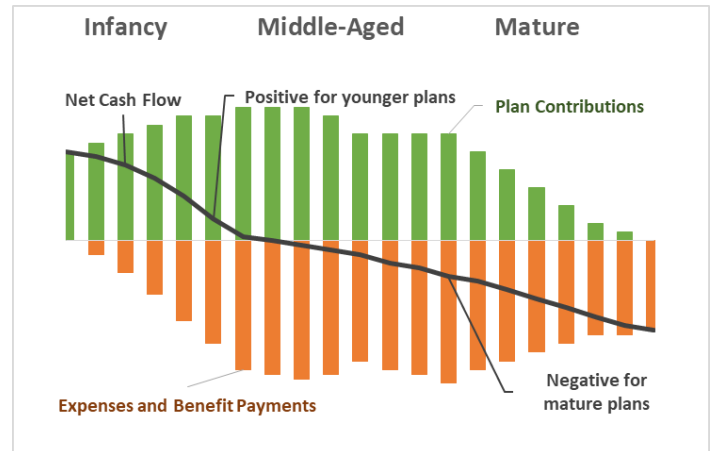 Infancy
Middle-Aged
Mature
Net Cash Flow
Positive for younger plans
Plan Contributions
Expenses and Benefit Payments
Negative for
mature plans